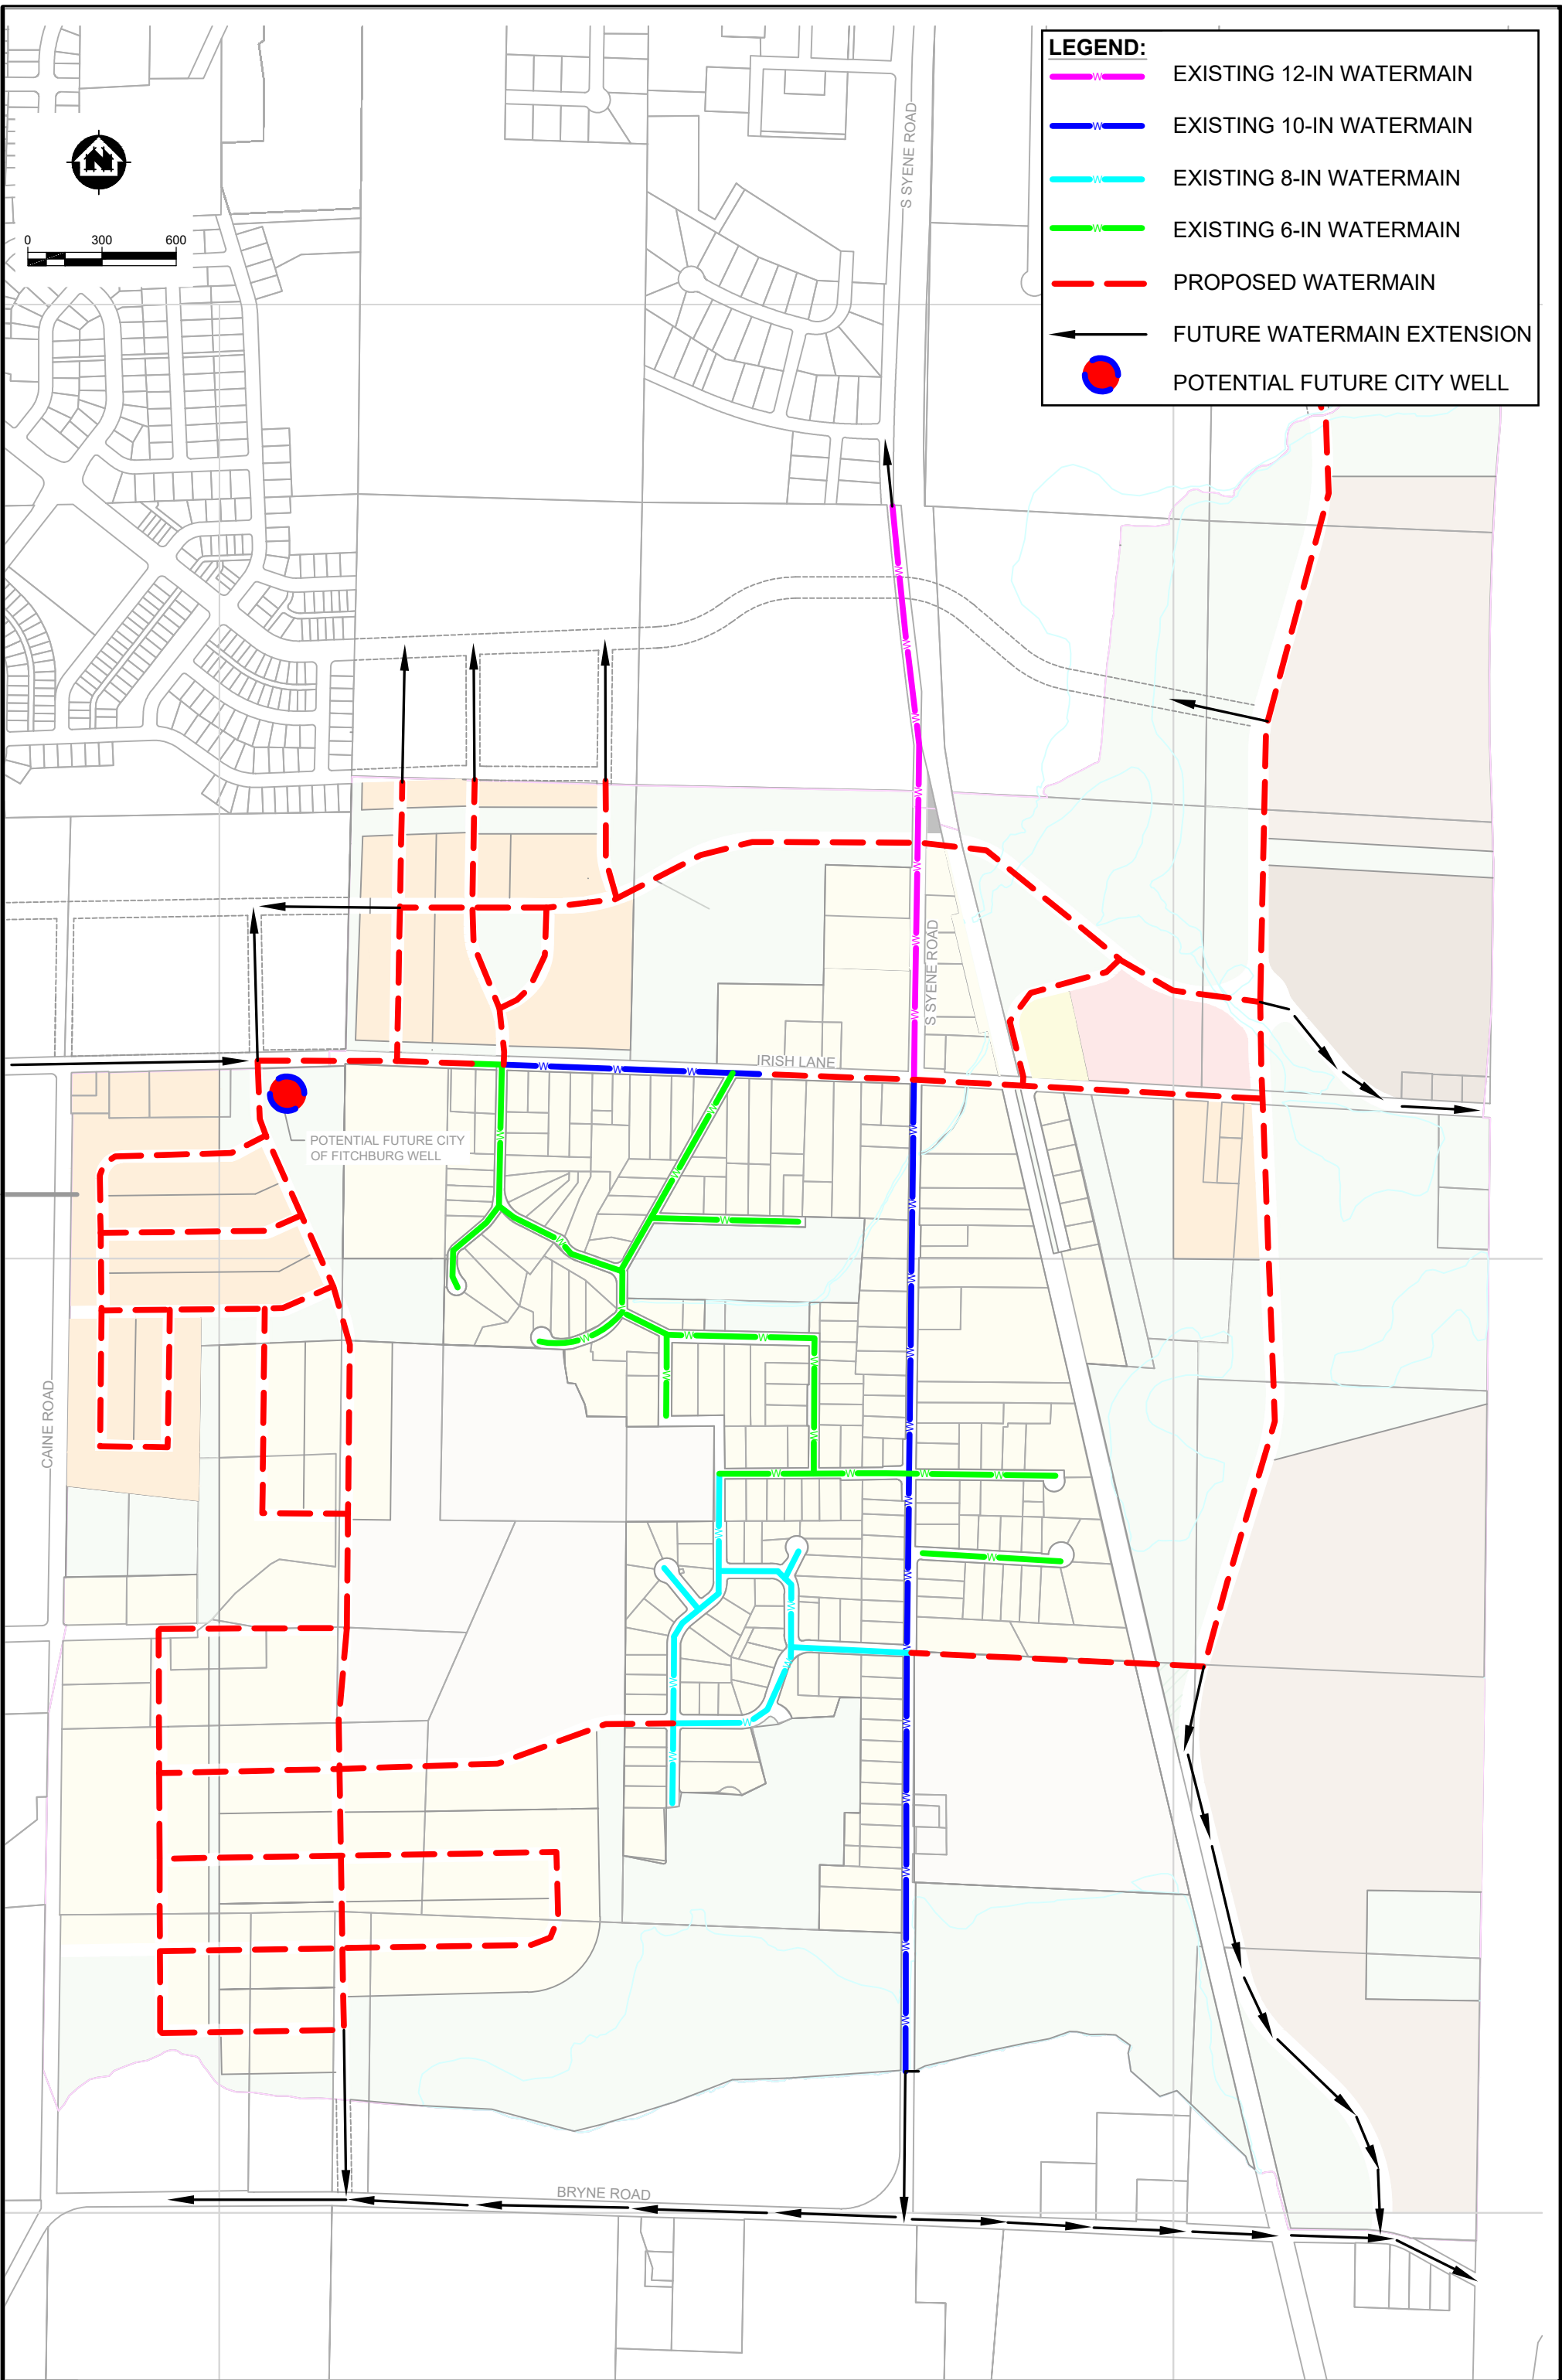 LEGEND:
EXISTING 12-IN WATERMAIN
EXISTING 10-IN WATERMAIN
EXISTING 8-IN WATERMAIN
EXISTING 6-IN WATERMAIN
PROPOSED WATERMAIN
FUTURE WATERMAIN EXTENSION
POTENTIAL FUTURE CITY WELL
N
0 300 600
S SYENE ROAD
S SYENE ROAD
IRISH LANE
POTENTIAL FUTURE CITY
OF FITCHBURG WELL
CAINE ROAD
BRYNE ROAD